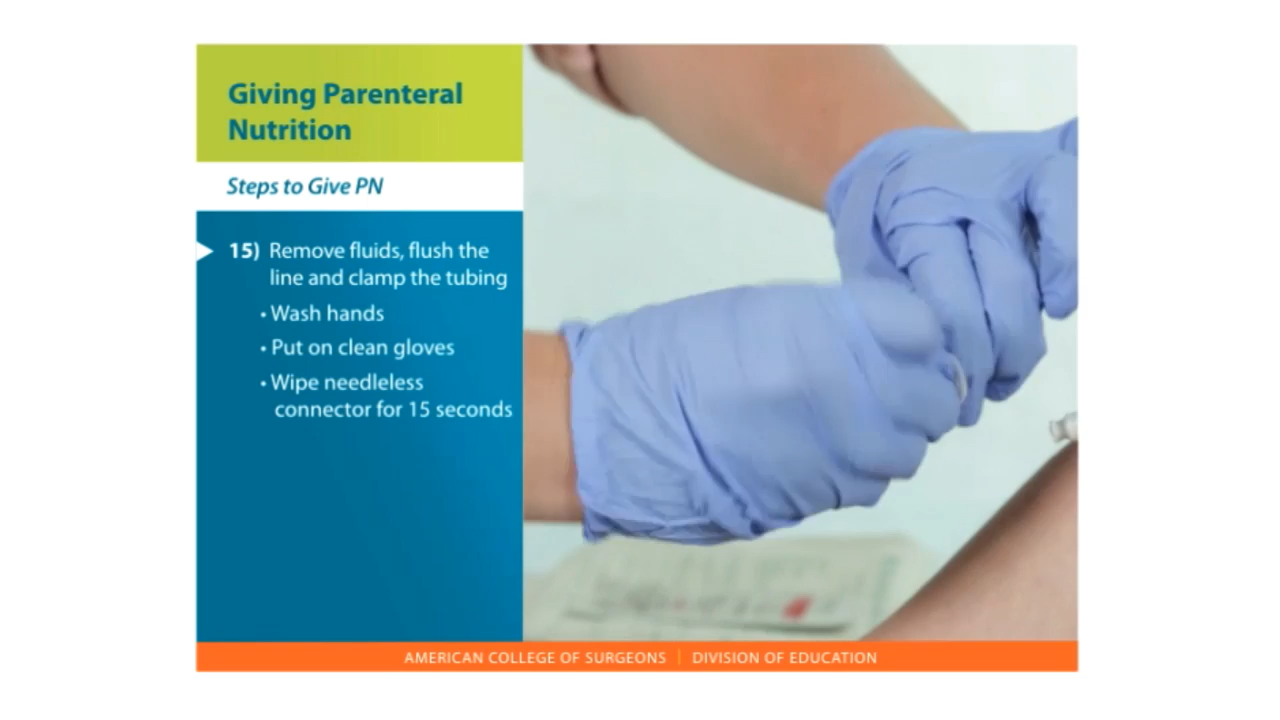 Giving Parenteral
Nutrition
Steps to Give PN
15) Remove fluids, flush the
line and clamp the tubing
• Wash hands
• Put on clean gloves
• Wipe needleless
connector for 15 seconds
AMERICAN COLLEGE OF SURGEONS | DIVISION OF EDUCATION